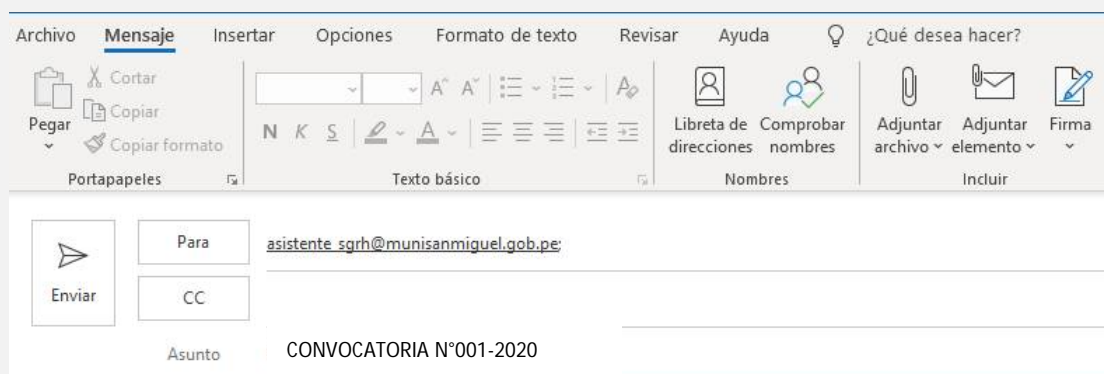 Archivo Mensaje Insertar Opciones Formato de texto Revisar Ayuda ¿Qué desea hacer?
Pegar
Cortar
Copiar
Copiar formato
Portapapeles
N K S A
Texto básico
Libreta de direcciones
Comprobar nombres
Nombres
Adjuntar archivo
Adjuntar elemento
Firma
Incluir
Enviar
Para asistente sgrh@munisanmiguel.gob.pe;
CC
Asunto CONVOCATORIA N°001-2020